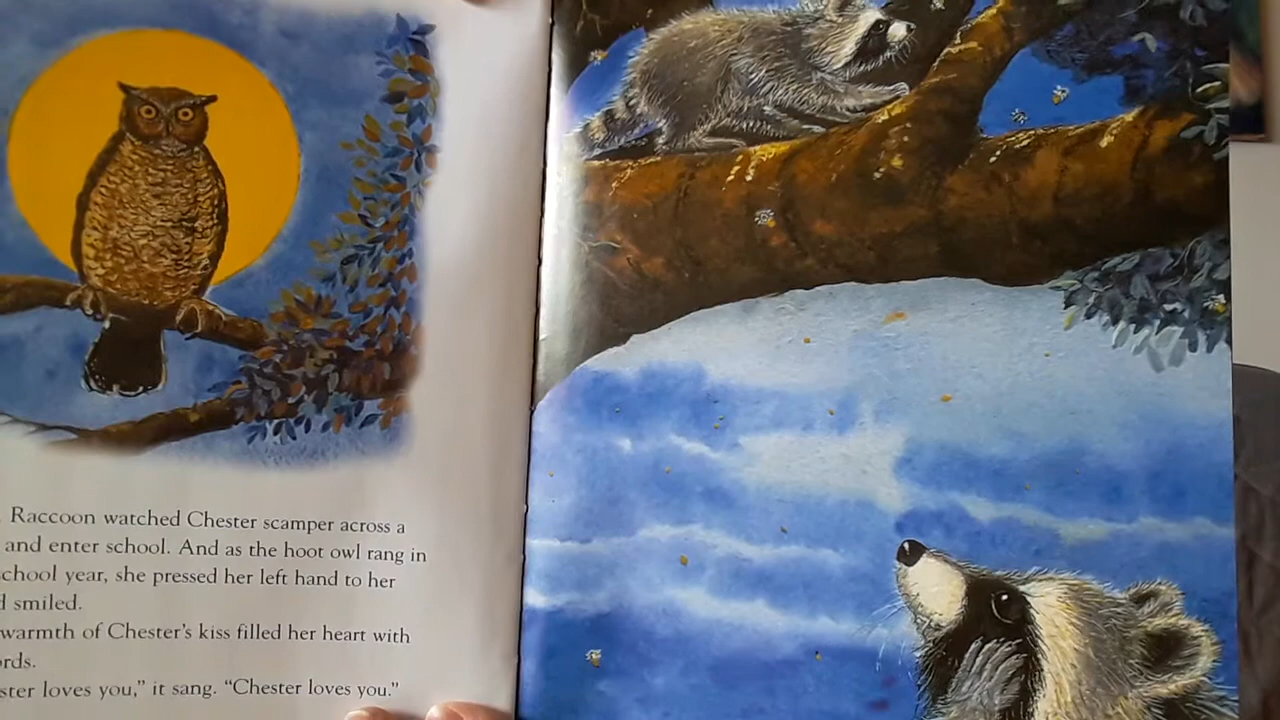 . Raccoon watched Chester scamper across a
and enter school. And as the hoot owl rang in
chool year, she pressed her left hand to her
d smiled.
warmth of Chester's kiss filled her heart with
rds.
ster loves you," it sang. "Chester loves you."